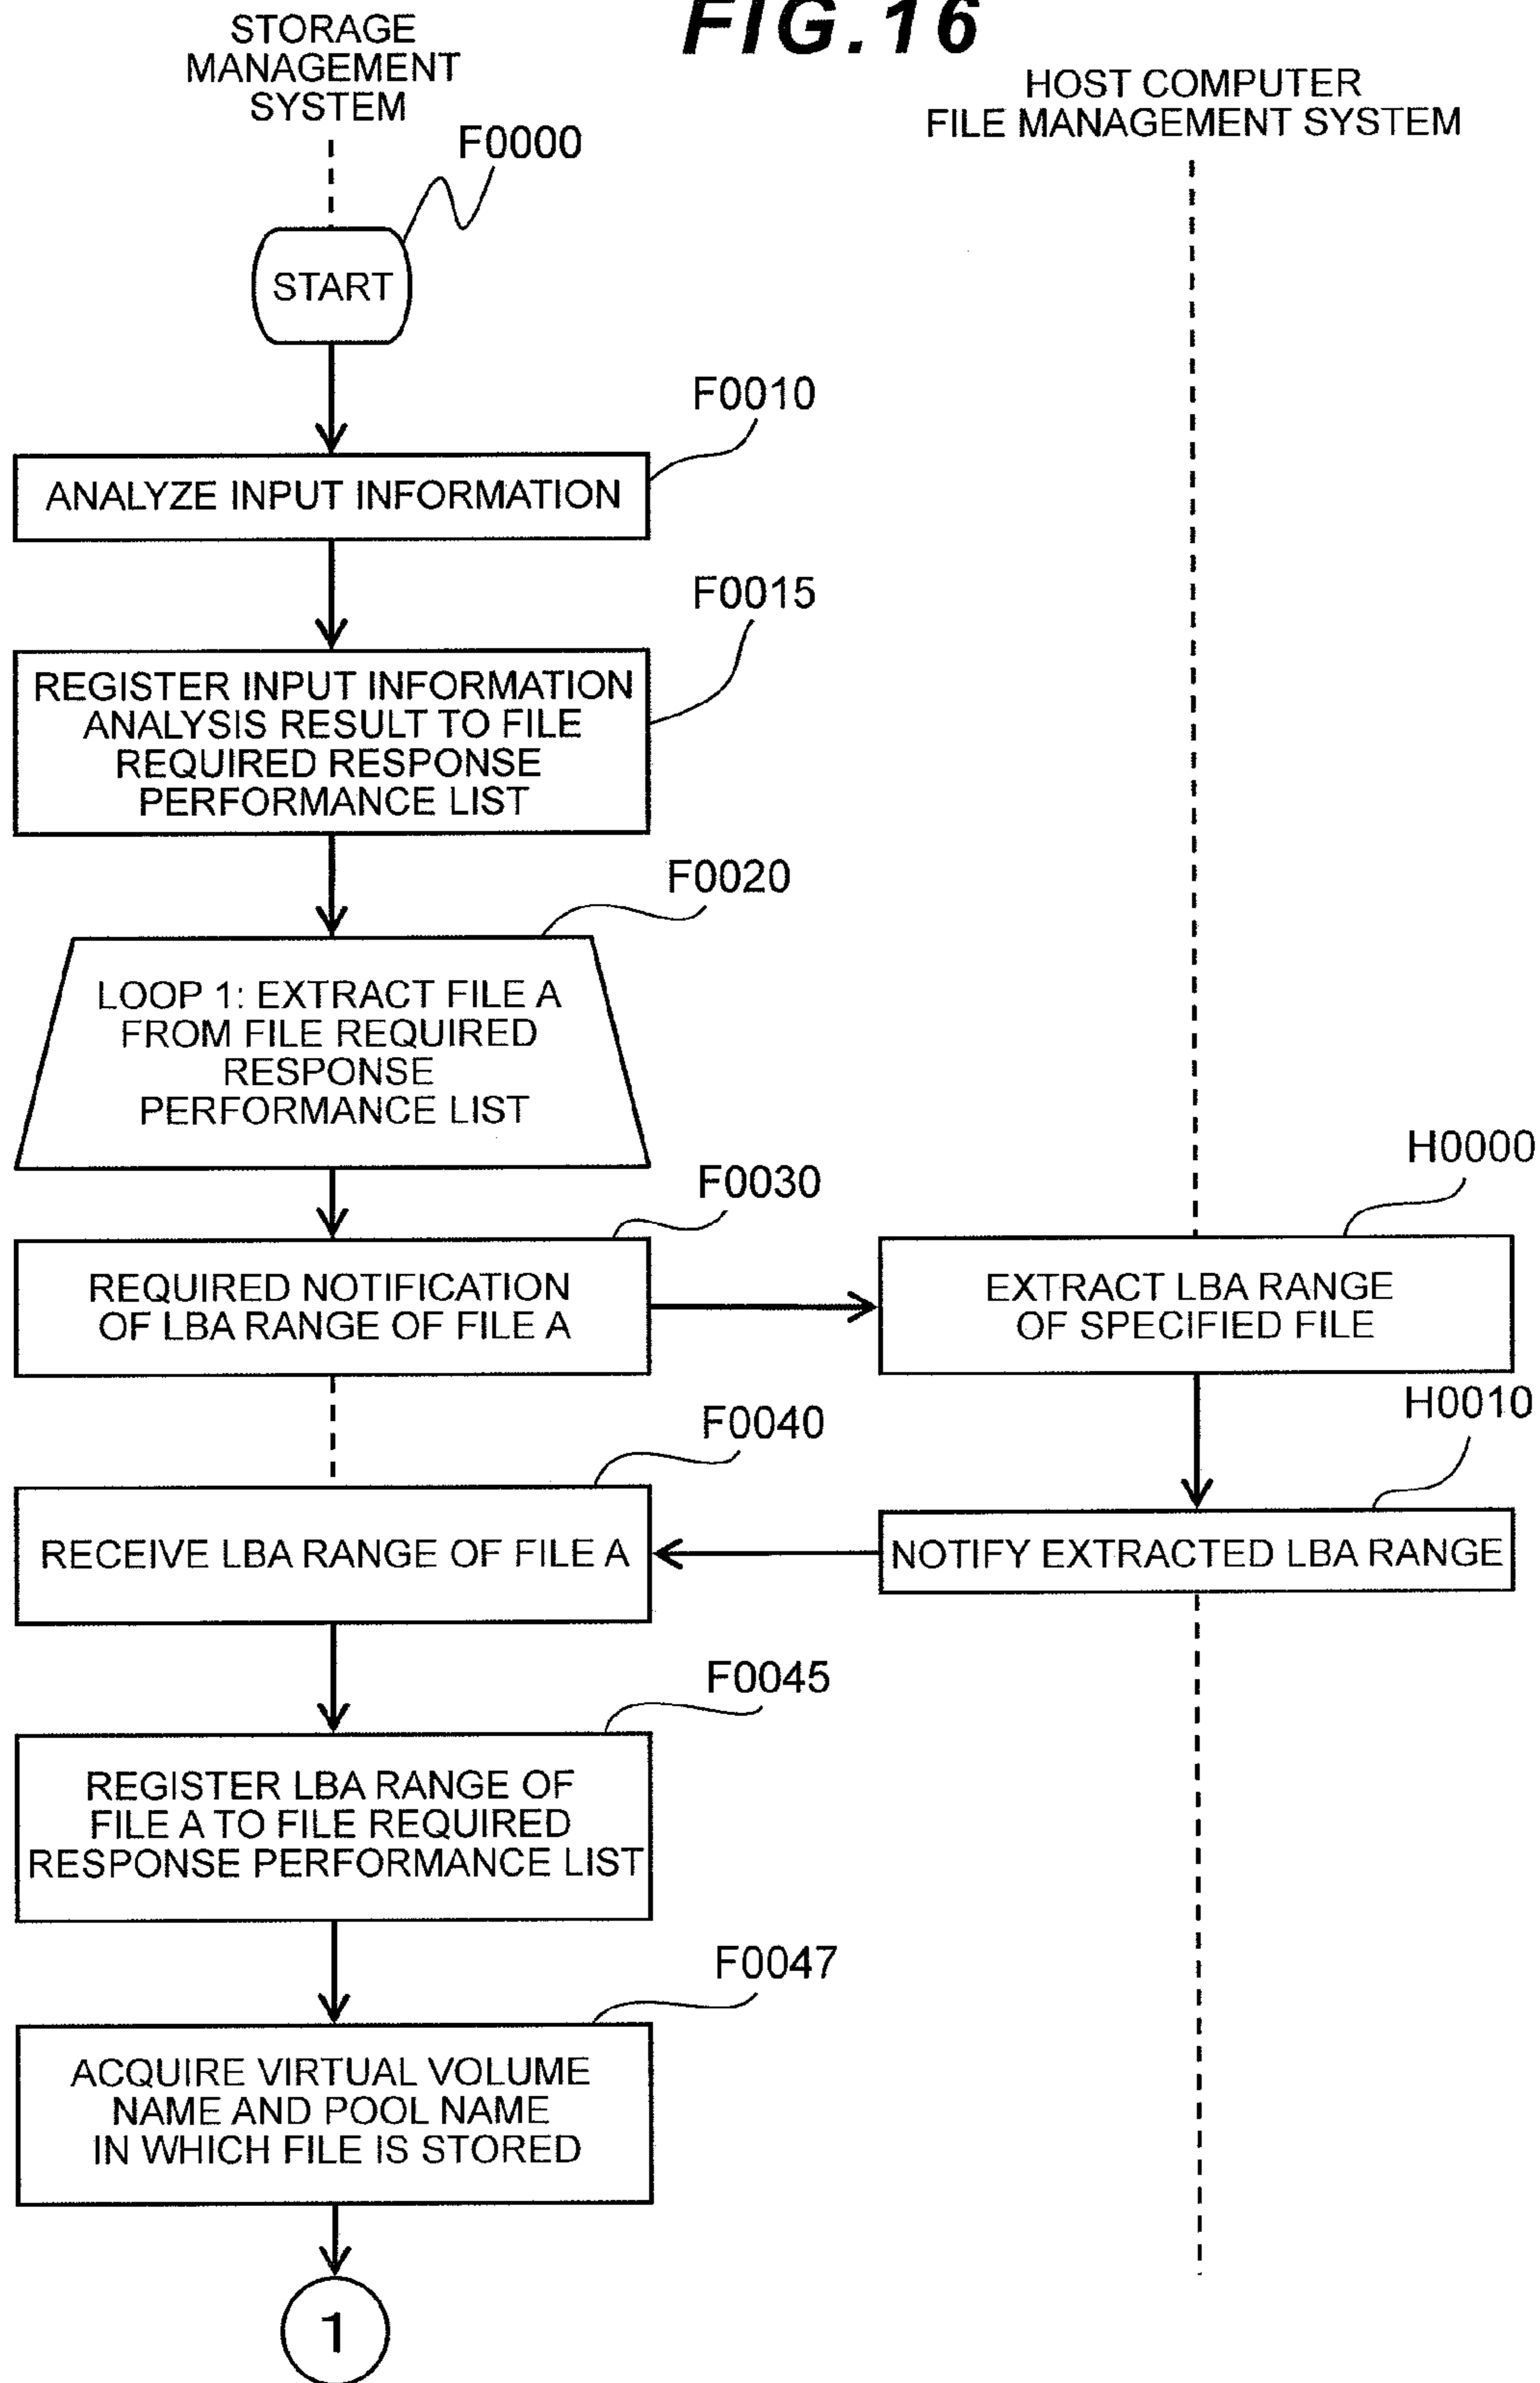 FIG.16
STORAGE
MANAGEMENT
SYSTEM
HOST COMPUTER
FILE MANAGEMENT SYSTEM
F0000
START
F0010
ANALYZE INPUT INFORMATION
F0015
REGISTER INPUT INFORMATION
ANALYSIS RESULT TO FILE
REQUIRED RESPONSE
PERFORMANCE LIST
F0020
LOOP 1: EXTRACT FILE A
FROM FILE REQUIRED
RESPONSE
PERFORMANCE LIST
F0030
REQUIRED NOTIFICATION
OF LBA RANGE OF FILE A
H0000
EXTRACT LBA RANGE
OF SPECIFIED FILE
H0010
NOTIFY EXTRACTED LBA RANGE
F0040
RECEIVE LBA RANGE OF FILE A
F0045
REGISTER LBA RANGE OF
FILE A TO FILE REQUIRED
RESPONSE PERFORMANCE LIST
F0047
ACQUIRE VIRTUAL VOLUME
NAME AND POOL NAME
IN WHICH FILE IS STORED
1